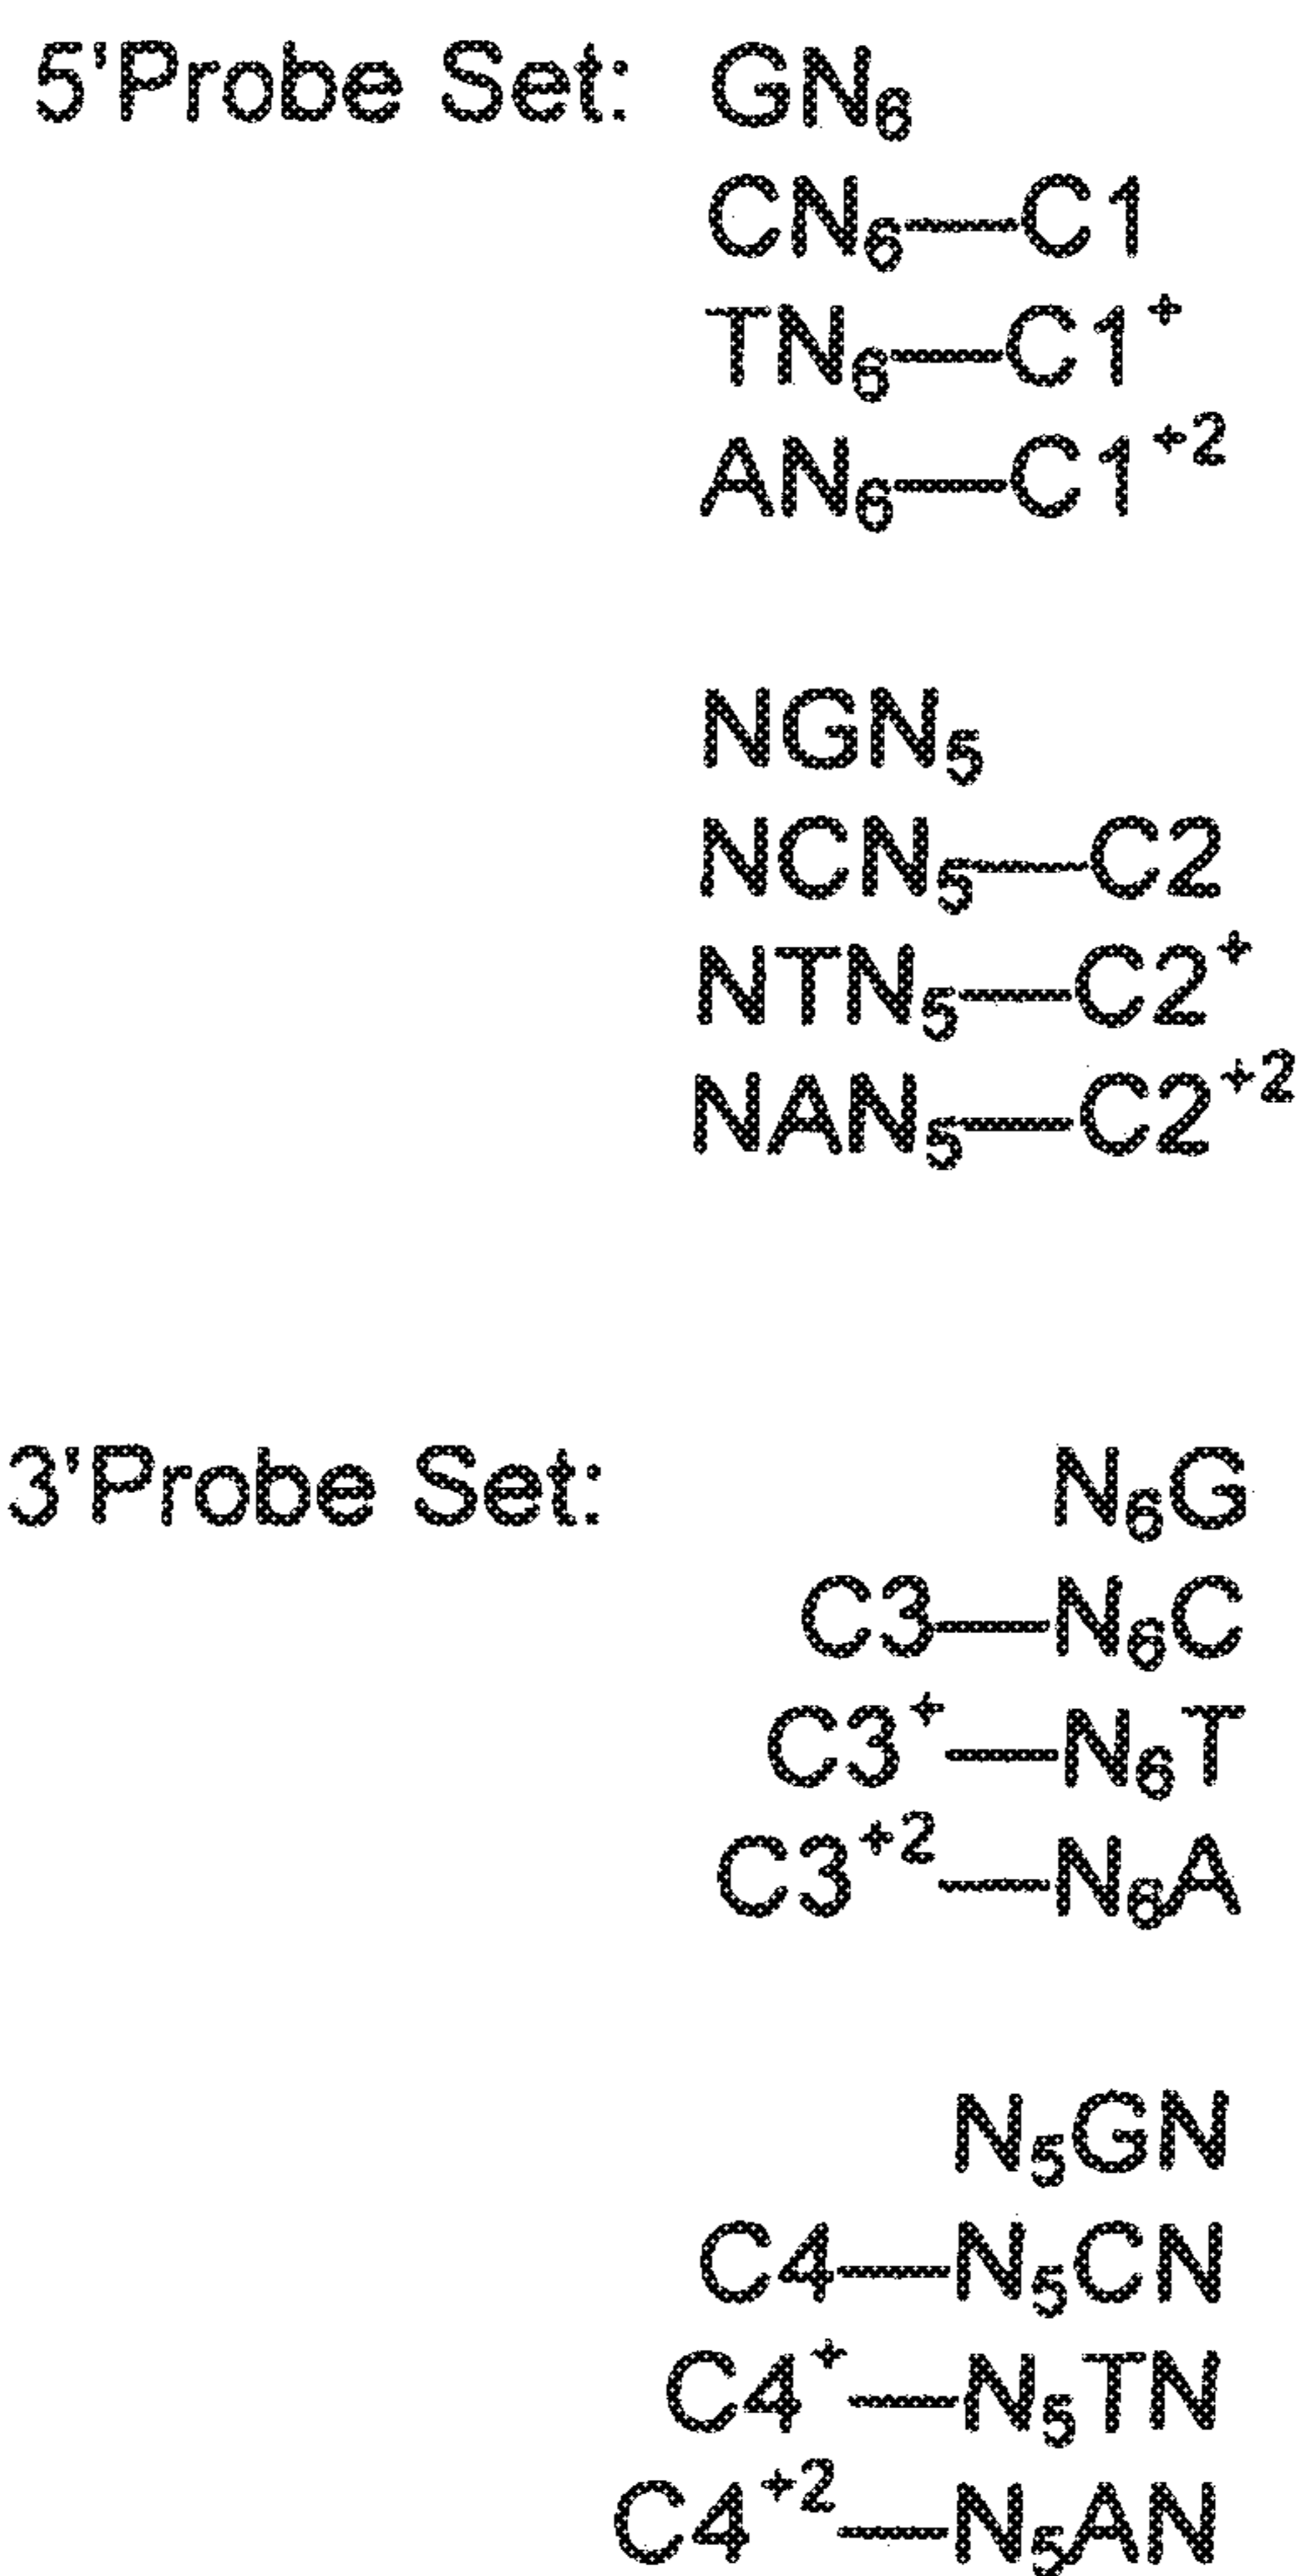 5'Probe Set: GN₆
CN₆—C1
TN₆—C1⁺
AN₆—C1⁺²
NGN₅
NCN₅—C2
NTN₅—C2⁺
NAN₅—C2⁺²
3'Probe Set: N₆G
C3—N₆C
C3⁺—N₆T
C3⁺²—N₆A
N₅GN
C4—N₅CN
C4⁺—N₅TN
C4⁺²—N₅AN